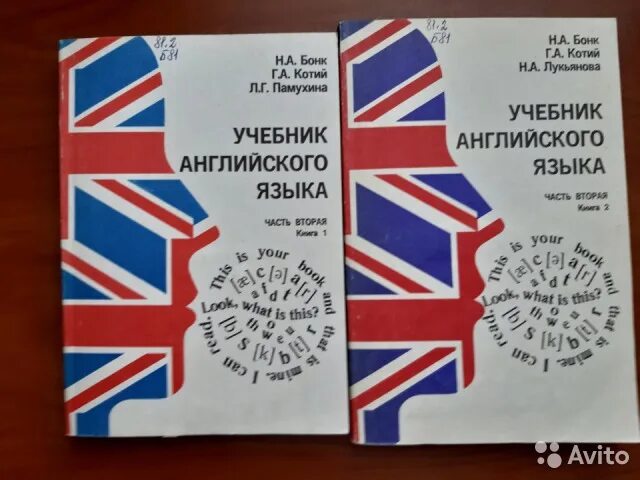 81.2
Б81
Н.А. Бонк
Г.А. Котий
Л.Г. Памухина
УЧЕБНИК
АНГЛИЙСКОГО
ЯЗЫКА
ЧАСТЬ ВТОРАЯ
Книга 1
This is your book and that is mine. I can read.
[æ] c [ə] a [r]
a f d t
Look, what is this?
o
th w e u r
[b] s [k] b [t]
81.2
Б81
Н.А. Бонк
Г.А. Котий
Н.А. Лукьянова
УЧЕБНИК
АНГЛИЙСКОГО
ЯЗЫКА
ЧАСТЬ ВТОРАЯ
Книга 2
This is your book and that is mine. I can read.
[æ] c [ə] a [r]
a f d t
Look, what is this?
o
th w e u r
[b] s [k] b [t]
Avito